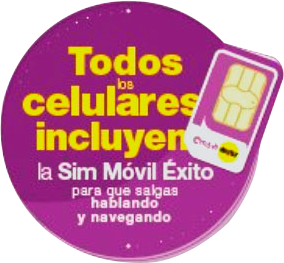 Todos
los
celulares
incluyen
la Sim Móvil Éxito
para que salgas
hablando
y navegando